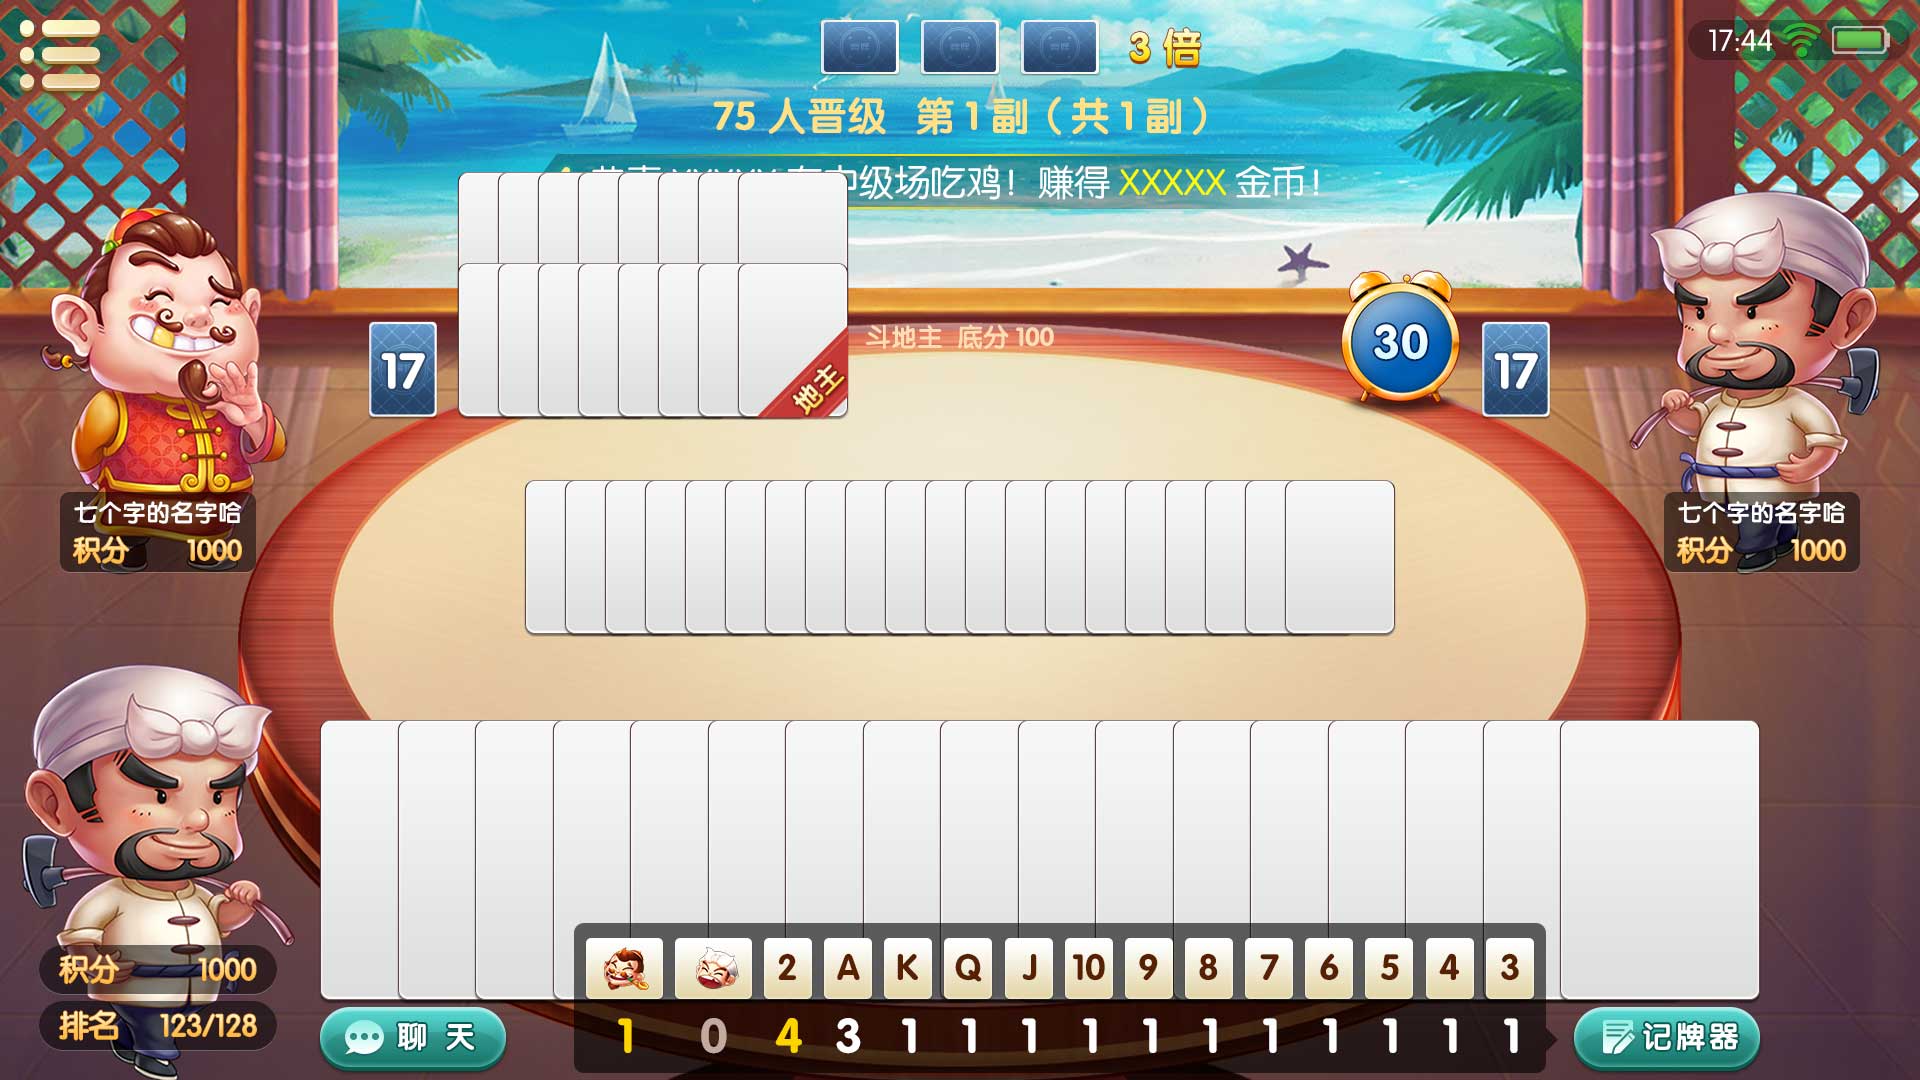 3 倍
17:44
75 人晋级 第1副（共1副）
中级场吃鸡！赚得 XXXXX 金币！
斗地主 底分 100
17
地主
30
17
七个字的名字哈
积分 1000
七个字的名字哈
积分 1000
积分 1000
排名 123/128
2 A K Q J 10 9 8 7 6 5 4 3
1 0 4 3 1 1 1 1 1 1 1 1 1 1 1
聊 天
记牌器